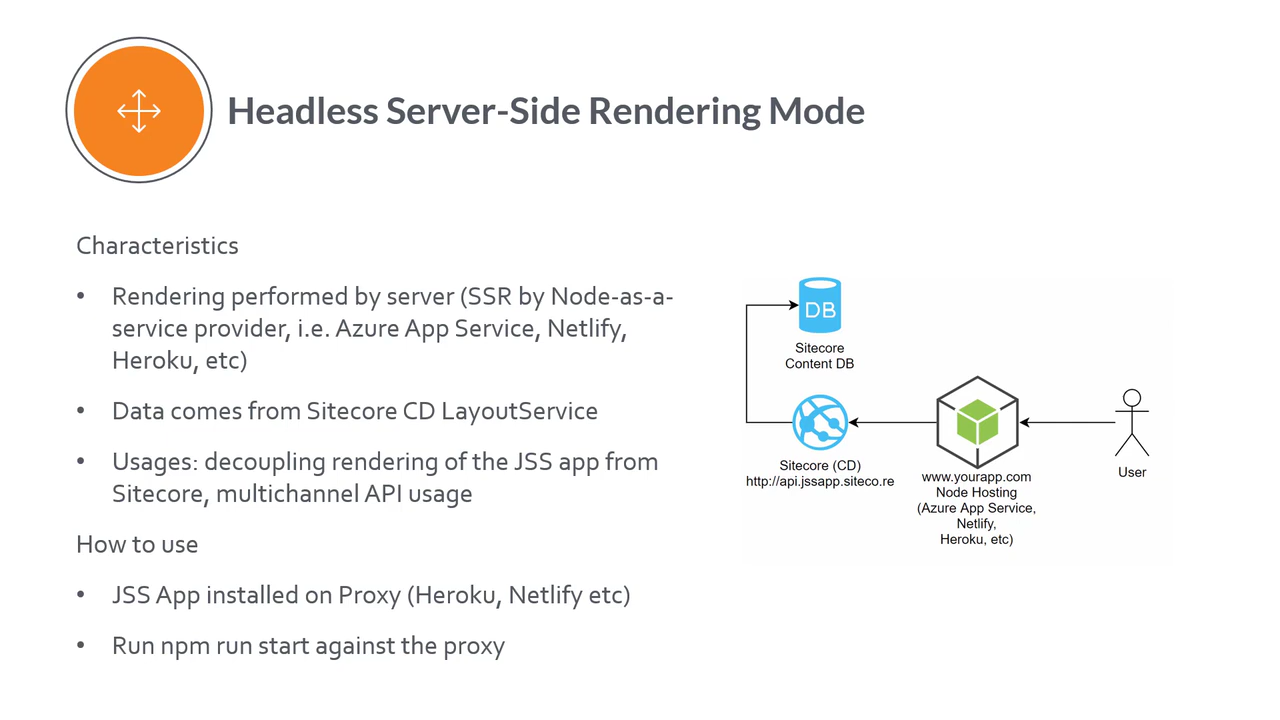 Headless Server-Side Rendering Mode
Characteristics
• Rendering performed by server (SSR by Node-as-a-
service provider, i.e. Azure App Service, Netlify,
Heroku, etc)
• Data comes from Sitecore CD LayoutService
• Usages: decoupling rendering of the JSS app from
Sitecore, multichannel API usage
How to use
• JSS App installed on Proxy (Heroku, Netlify etc)
• Run npm run start against the proxy
DB
Sitecore
Content DB
Sitecore (CD)
http://api.jssapp.siteco.re
www.yourapp.com
Node Hosting
(Azure App Service,
Netlify,
Heroku, etc)
User